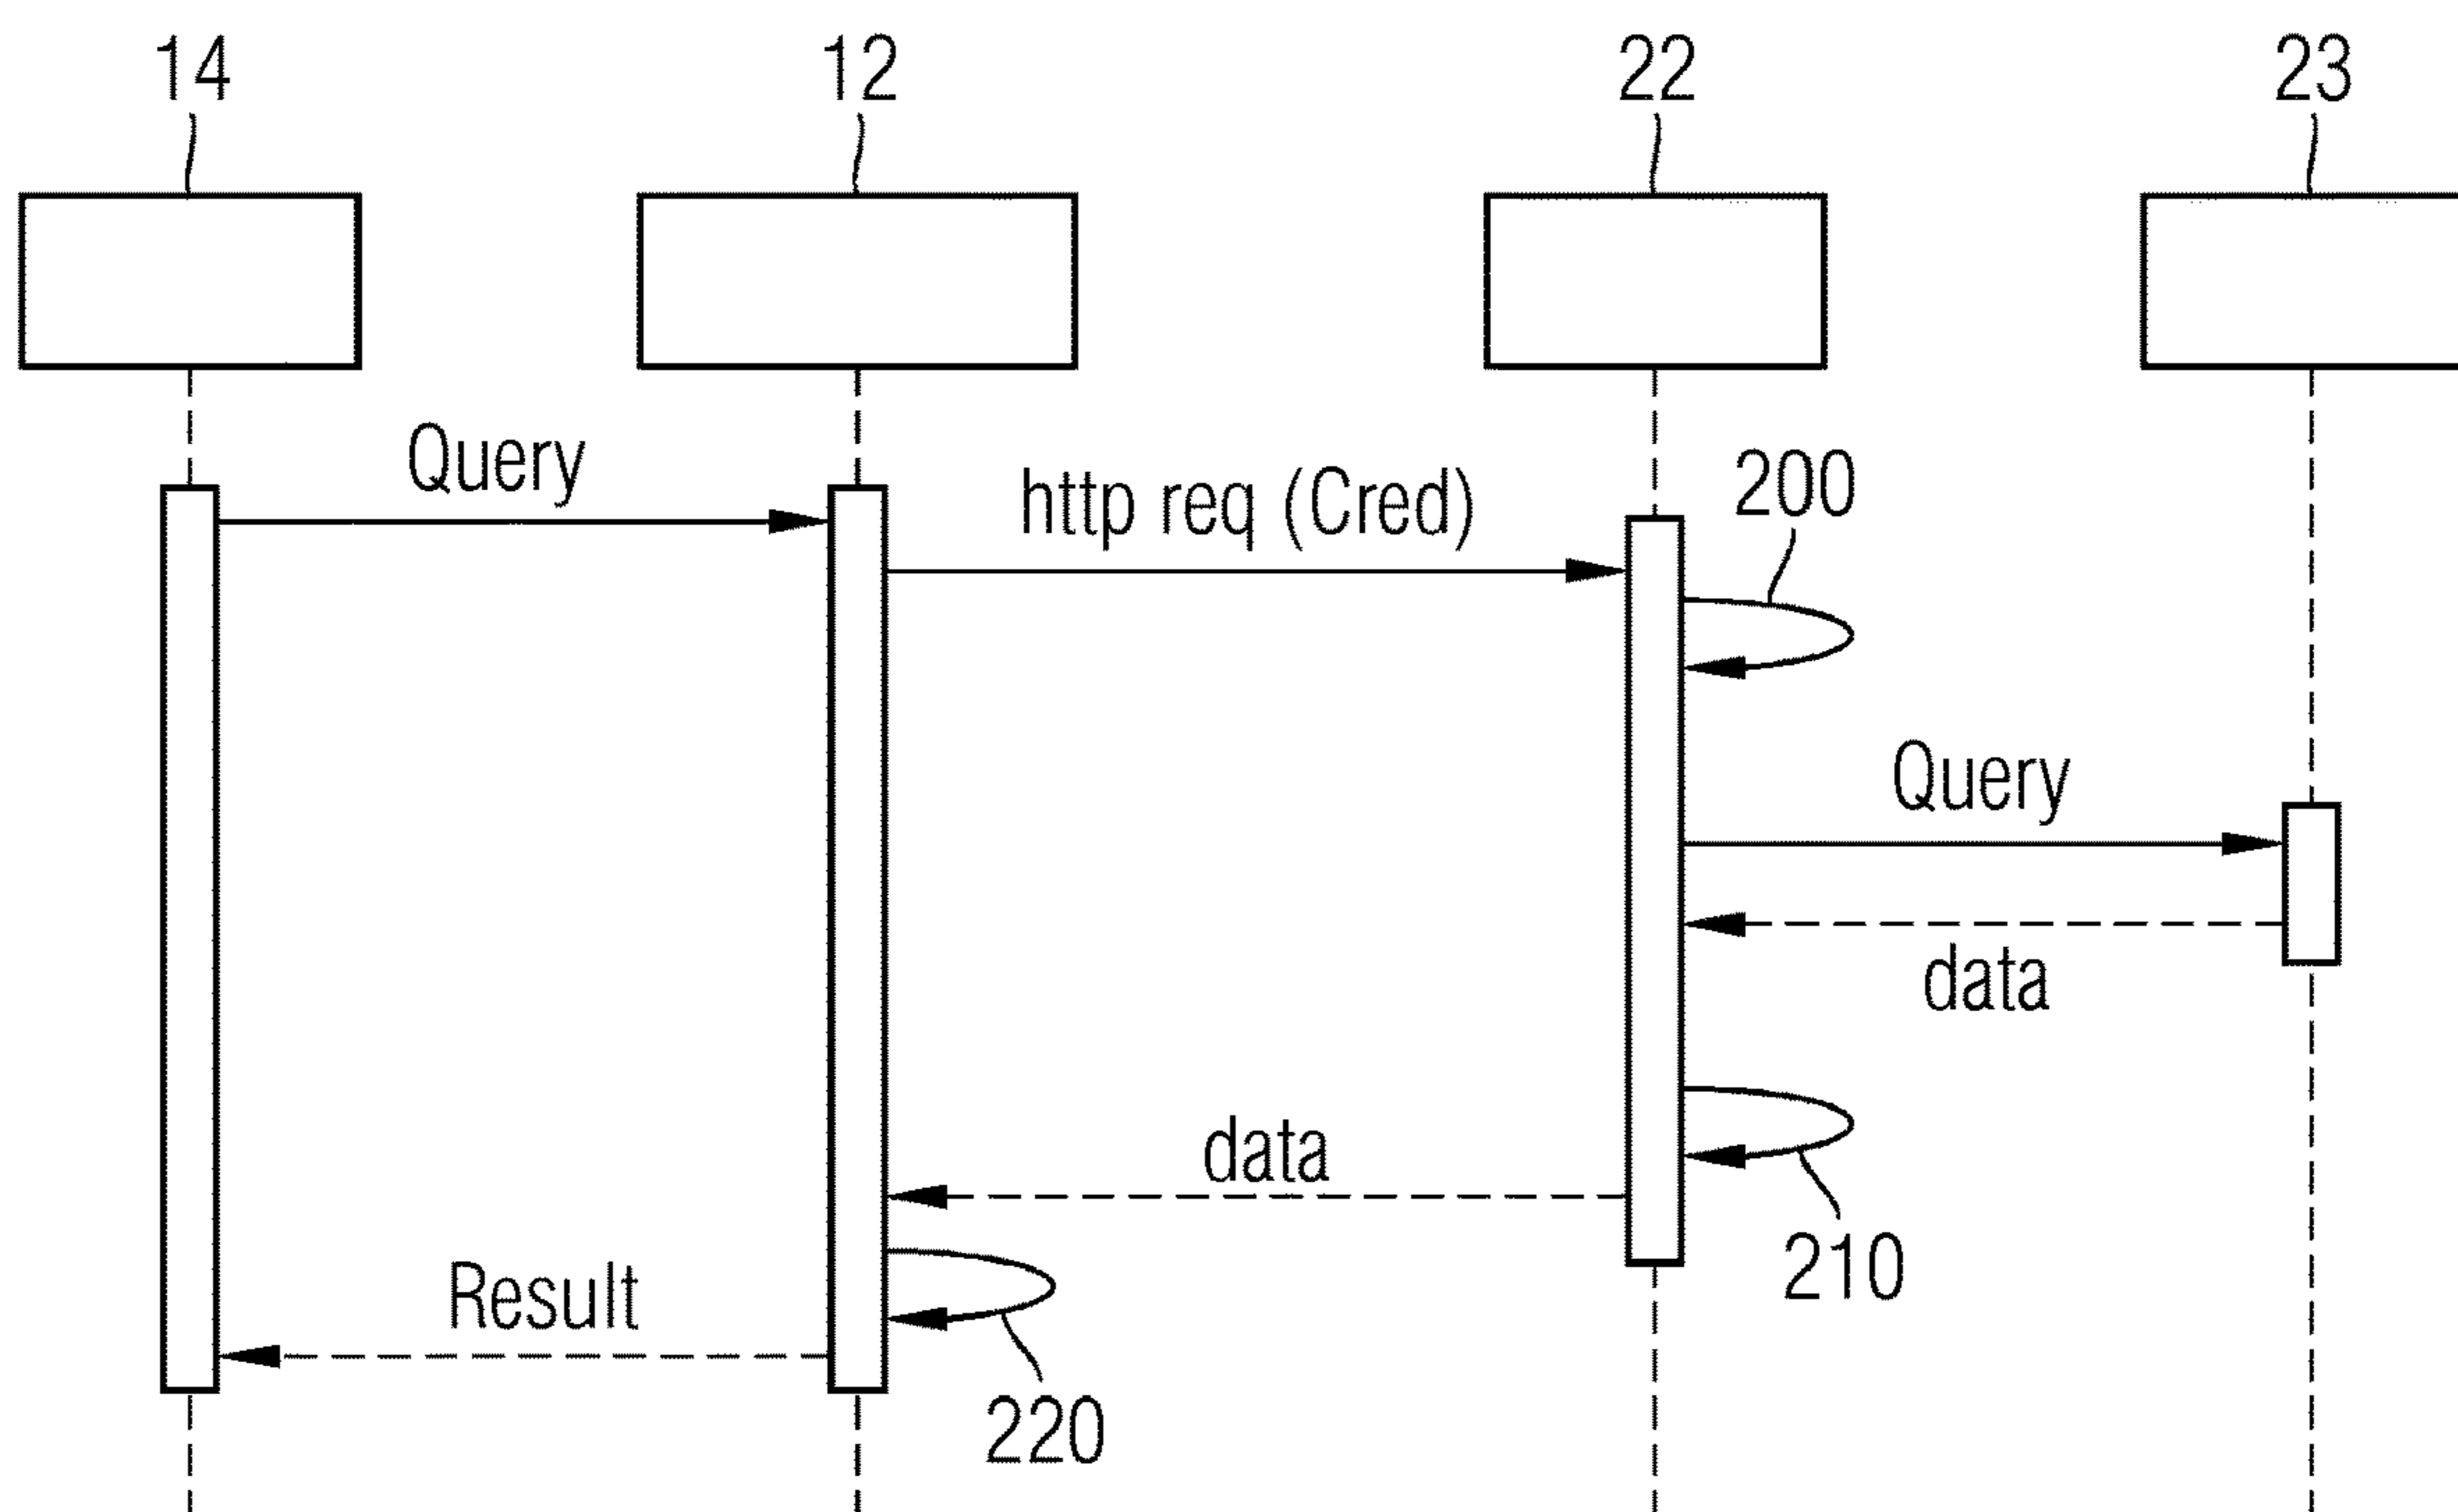 14 12 22 23
Query
http req (Cred)
200
Query
data
data
210
Result
220